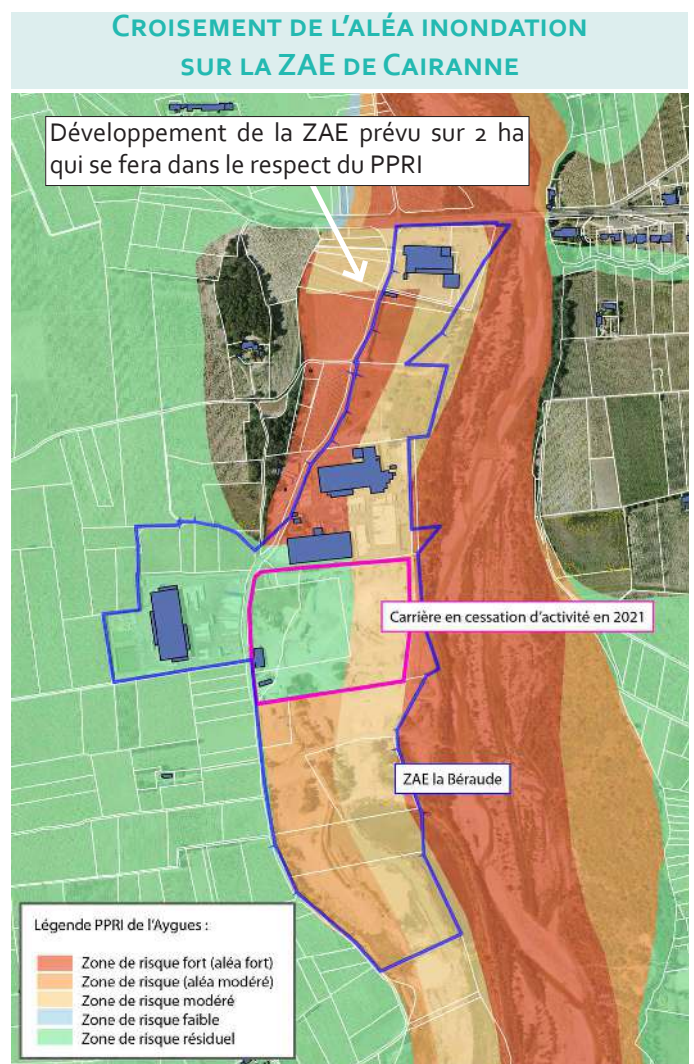 Croisement de l'aléa inondation
sur la ZAE de Cairanne
Développement de la ZAE prévu sur 2 ha
qui se fera dans le respect du PPRI
Carrière en cessation d'activité en 2021
ZAE la Béraude
Légende PPRI de l'Aygues :
Zone de risque fort (aléa fort)
Zone de risque (aléa modéré)
Zone de risque modéré
Zone de risque faible
Zone de risque résiduel